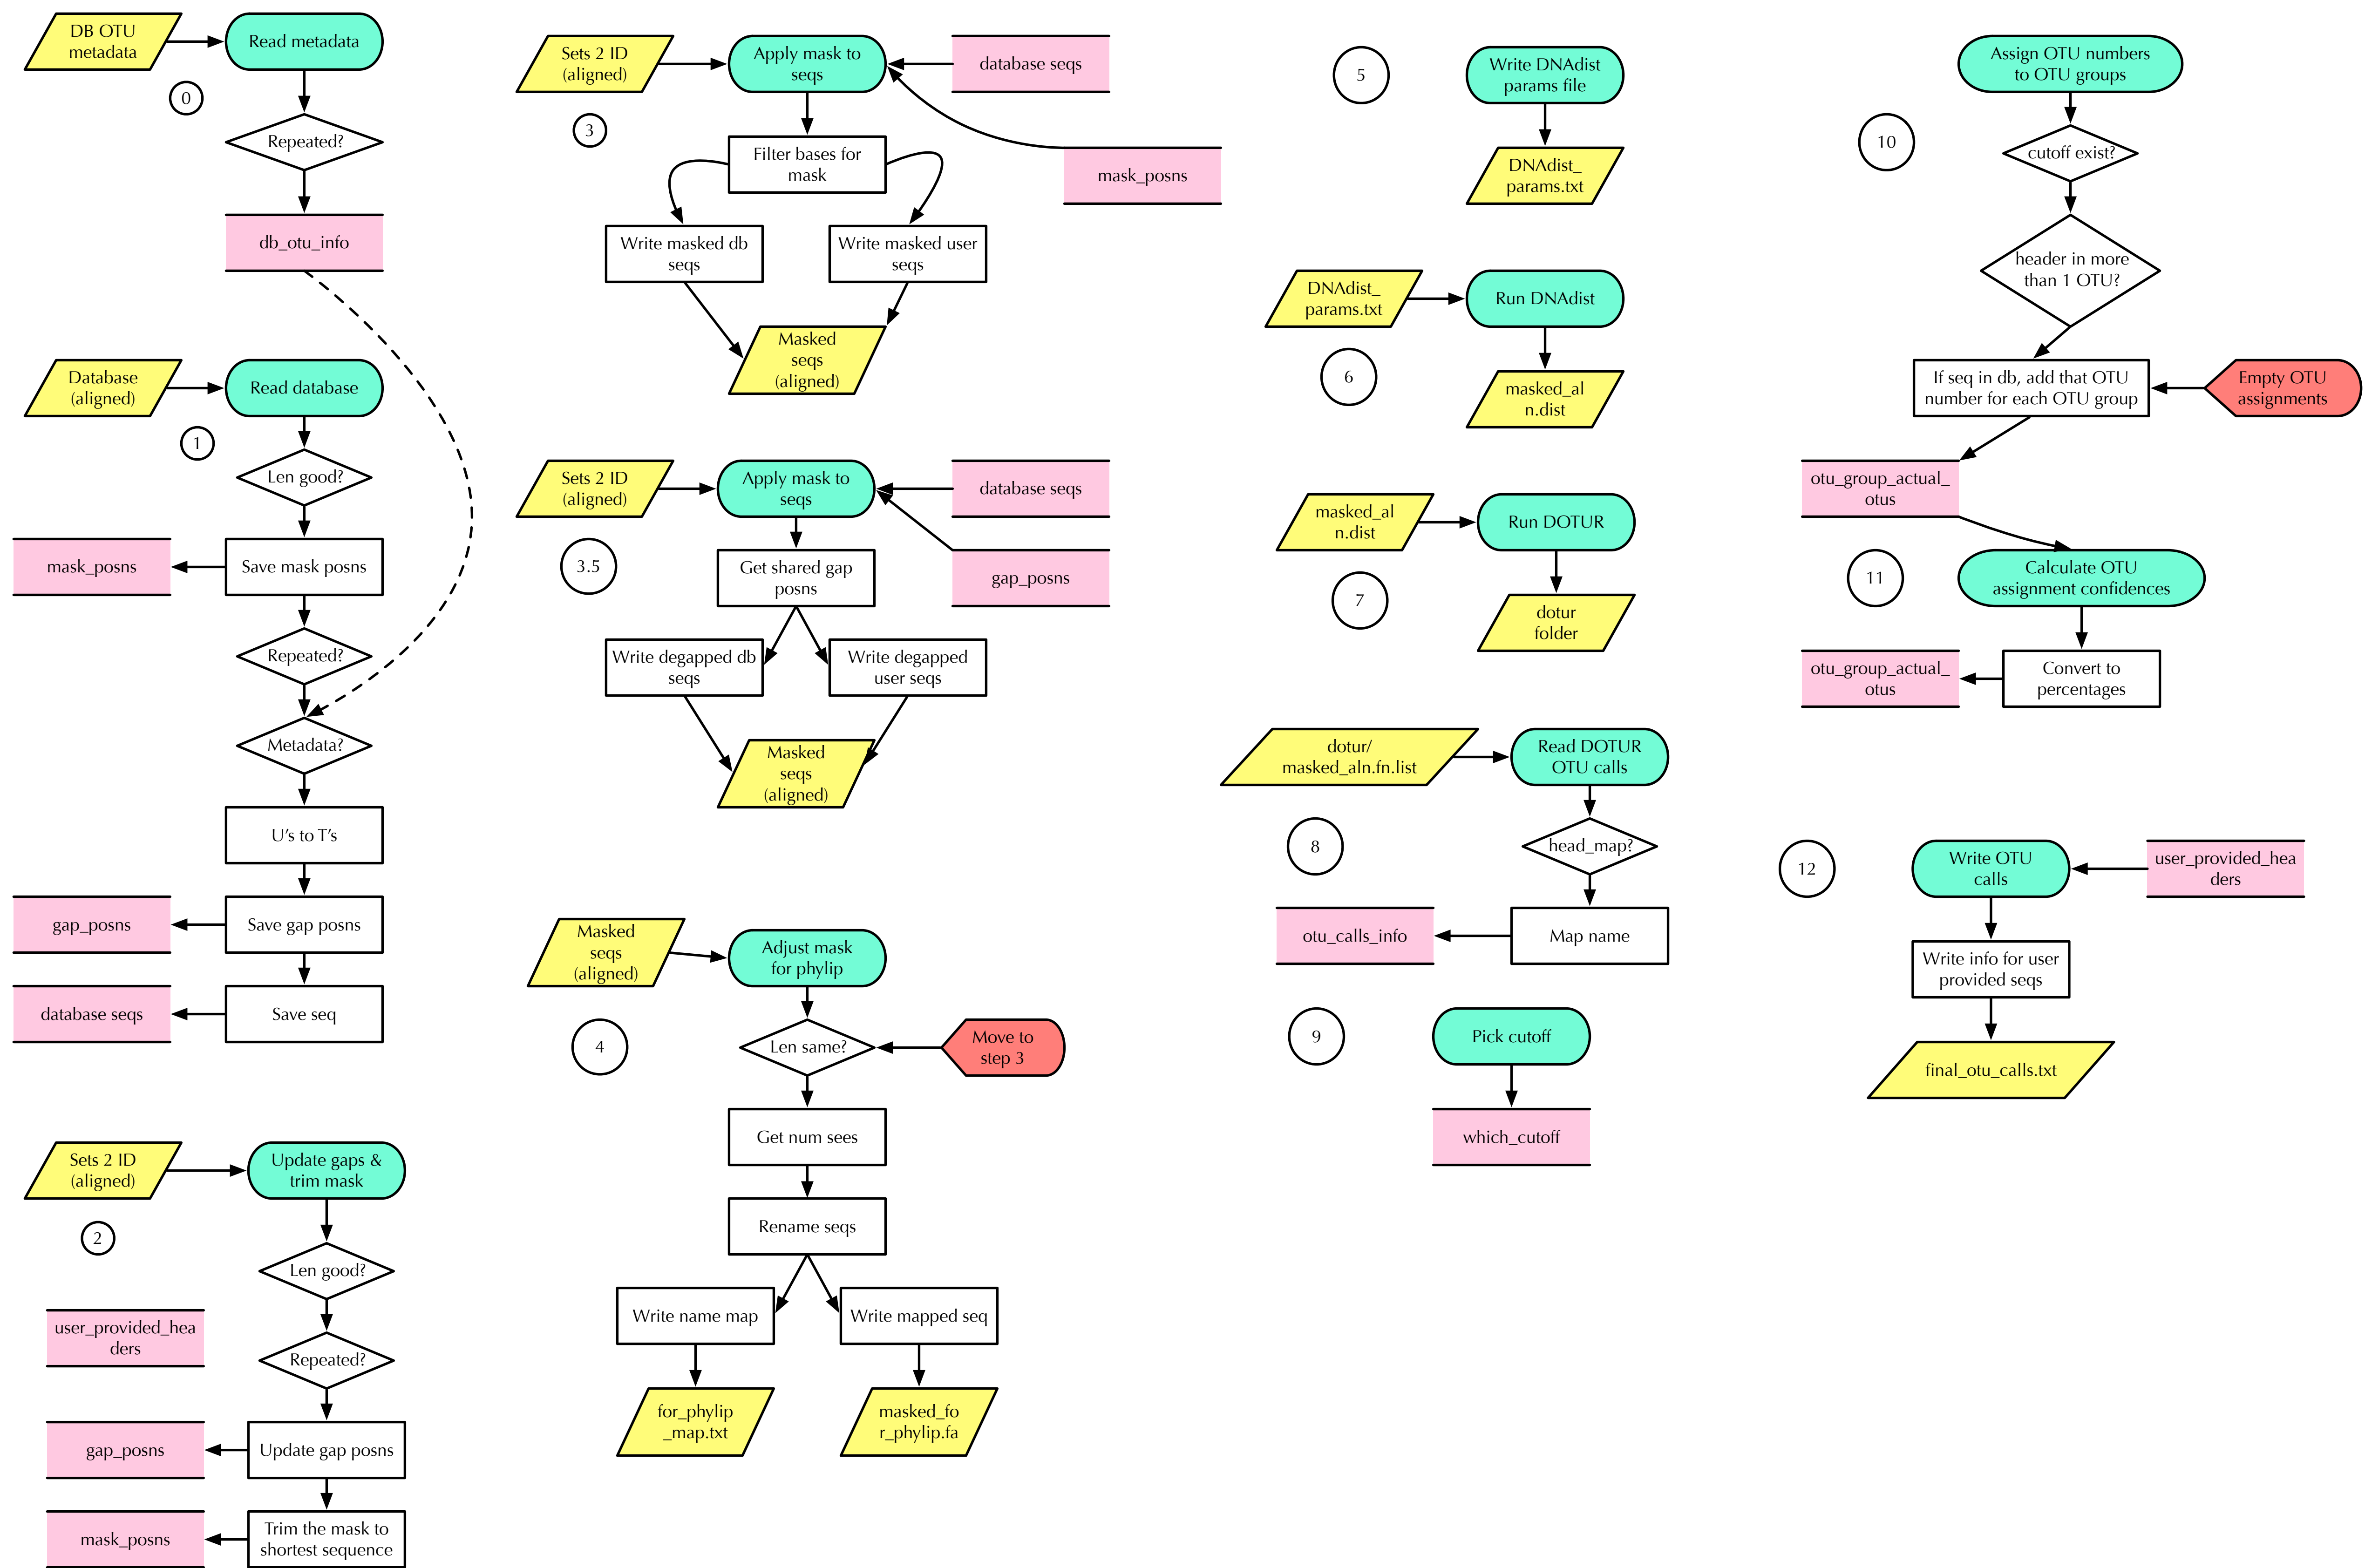 DB OTU
metadata
Read metadata
0
Repeated?
db_otu_info
Database
(aligned)
Read database
1
Len good?
mask_posns
Save mask posns
Repeated?
Metadata?
U's to T's
gap_posns
Save gap posns
database seqs
Save seq
Sets 2 ID
(aligned)
Update gaps &
trim mask
2
Len good?
user_provided_hea
ders
Repeated?
gap_posns
Update gap posns
mask_posns
Trim the mask to
shortest sequence
Sets 2 ID
(aligned)
Apply mask to
seqs
database seqs
3
Filter bases for
mask
mask_posns
Write masked db
seqs
Write masked user
seqs
Masked
seqs
(aligned)
Sets 2 ID
(aligned)
Apply mask to
seqs
database seqs
3.5
Get shared gap
posns
gap_posns
Write degapped db
seqs
Write degapped
user seqs
Masked
seqs
(aligned)
Masked
seqs
(aligned)
Adjust mask
for phylip
4
Len same?
Move to
step 3
Get num sees
Rename seqs
Write name map
Write mapped seq
for_phylip
_map.txt
masked_fo
r_phylip.fa
5
Write DNAdist
params file
DNAdist_
params.txt
DNAdist_
params.txt
Run DNAdist
6
masked_al
n.dist
masked_al
n.dist
Run DOTUR
7
dotur
folder
dotur/
masked_aln.fn.list
Read DOTUR
OTU calls
8
head_map?
otu_calls_info
Map name
9
Pick cutoff
which_cutoff
Assign OTU numbers
to OTU groups
10
cutoff exist?
header in more
than 1 OTU?
If seq in db, add that OTU
number for each OTU group
Empty OTU
assignments
otu_group_actual_
otus
11
Calculate OTU
assignment confidences
otu_group_actual_
otus
Convert to
percentages
12
Write OTU
calls
user_provided_hea
ders
Write info for user
provided seqs
final_otu_calls.txt